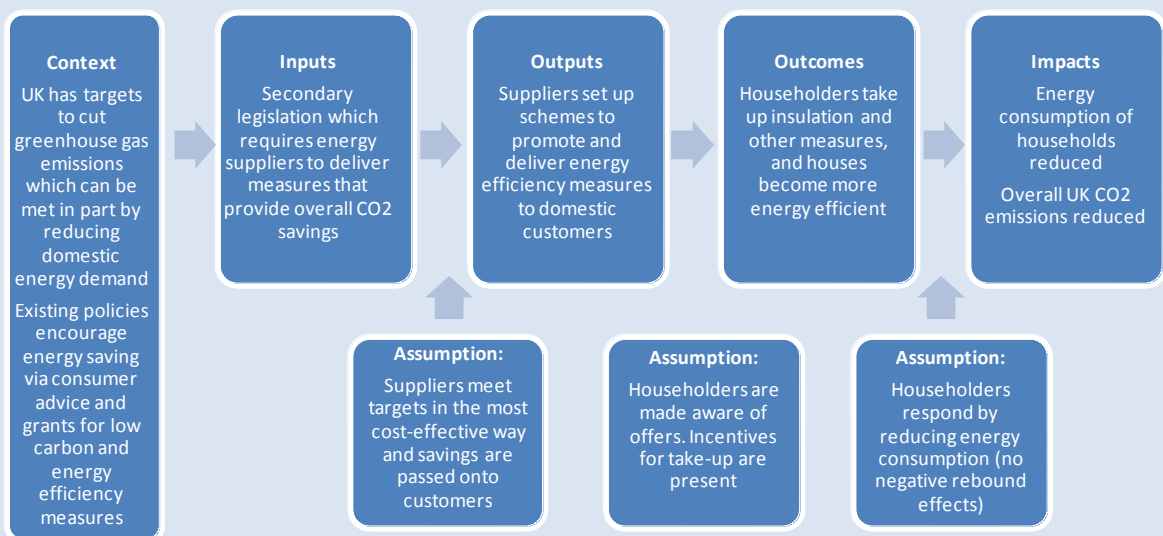 Context
UK has targets
to cut
greenhouse gas
emissions
which can be
met in part by
reducing
domestic
energy demand
Existing policies
encourage
energy saving
via consumer
advice and
grants for low
carbon and
energy
efficiency
measures
Inputs
Secondary
legislation which
requires energy
suppliers to deliver
measures that
provide overall CO2
savings
Outputs
Suppliers set up
schemes to
promote and
deliver energy
efficiency measures
to domestic
customers
Outcomes
Householders take
up insulation and
other measures,
and houses
become more
energy efficient
Impacts
Energy
consumption of
households
reduced
Overall UK CO2
emissions reduced
Assumption:
Suppliers meet
targets in the most
cost-effective way
and savings are
passed onto
customers
Assumption:
Householders are
made aware of
offers. Incentives
for take-up are
present
Assumption:
Householders
respond by
reducing energy
consumption (no
negative rebound
effects)